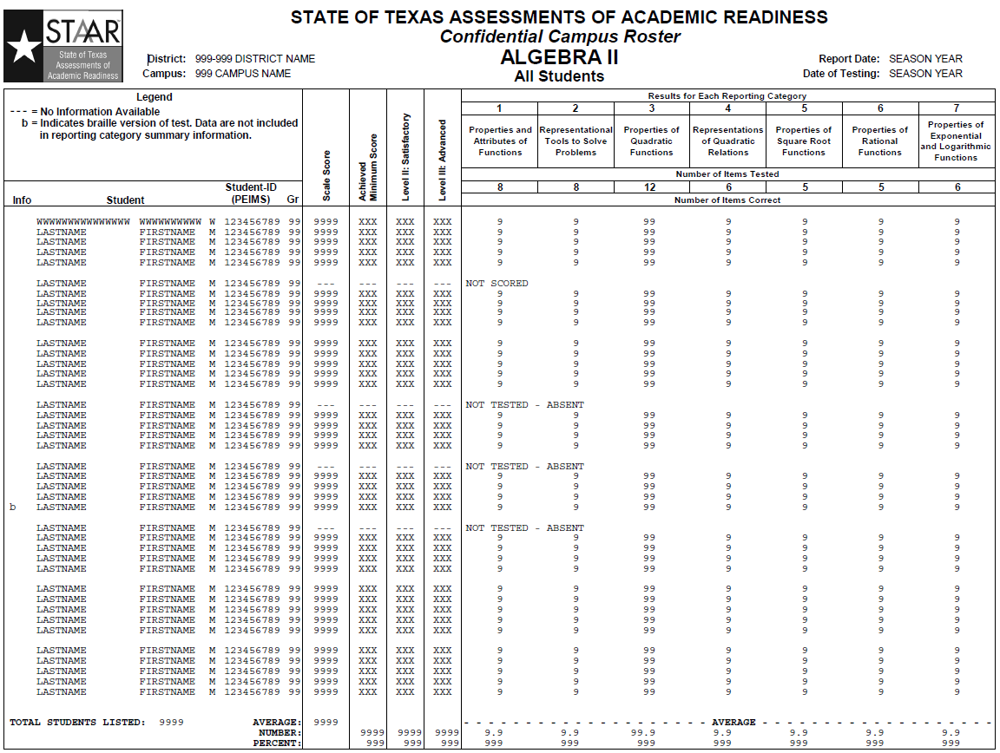 STAAR™
State of Texas
Assessments of
Academic Readiness
STATE OF TEXAS ASSESSMENTS OF ACADEMIC READINESS
Confidential Campus Roster
ALGEBRA II
All Students
District: 999-999 DISTRICT NAME
Campus: 999 CAMPUS NAME
Report Date: SEASON YEAR
Date of Testing: SEASON YEAR
Legend
--- = No Information Available
b = Indicates braille version of test. Data are not included
in reporting category summary information.
Info Student Student-ID (PEIMS) Gr
Scale Score
Achieved Minimum Score
Level II: Satisfactory
Level III: Advanced
Results for Each Reporting Category
1 2 3 4 5 6 7
Properties and Attributes of Functions
Representational Tools to Solve Problems
Properties of Quadratic Functions
Representations of Quadratic Relations
Properties of Square Root Functions
Properties of Rational Functions
Properties of Exponential and Logarithmic Functions
Number of Items Tested
8 8 12 6 5 5 6
Number of Items Correct
WWWWWWWWWWWWWWW WWWWWWWWWW W 123456789 99 9999 XXX XXX XXX 9 9 99 9 9 9 9
LASTNAME FIRSTNAME M 123456789 99 9999 XXX XXX XXX 9 9 99 9 9 9 9
LASTNAME FIRSTNAME M 123456789 99 9999 XXX XXX XXX 9 9 99 9 9 9 9
LASTNAME FIRSTNAME M 123456789 99 9999 XXX XXX XXX 9 9 99 9 9 9 9
LASTNAME FIRSTNAME M 123456789 99 9999 XXX XXX XXX 9 9 99 9 9 9 9
LASTNAME FIRSTNAME M 123456789 99 --- --- --- --- NOT SCORED
LASTNAME FIRSTNAME M 123456789 99 9999 XXX XXX XXX 9 9 99 9 9 9 9
LASTNAME FIRSTNAME M 123456789 99 9999 XXX XXX XXX 9 9 99 9 9 9 9
LASTNAME FIRSTNAME M 123456789 99 9999 XXX XXX XXX 9 9 99 9 9 9 9
LASTNAME FIRSTNAME M 123456789 99 9999 XXX XXX XXX 9 9 99 9 9 9 9
LASTNAME FIRSTNAME M 123456789 99 9999 XXX XXX XXX 9 9 99 9 9 9 9
LASTNAME FIRSTNAME M 123456789 99 9999 XXX XXX XXX 9 9 99 9 9 9 9
LASTNAME FIRSTNAME M 123456789 99 9999 XXX XXX XXX 9 9 99 9 9 9 9
LASTNAME FIRSTNAME M 123456789 99 9999 XXX XXX XXX 9 9 99 9 9 9 9
LASTNAME FIRSTNAME M 123456789 99 9999 XXX XXX XXX 9 9 99 9 9 9 9
LASTNAME FIRSTNAME M 123456789 99 --- --- --- --- NOT TESTED - ABSENT
LASTNAME FIRSTNAME M 123456789 99 9999 XXX XXX XXX 9 9 99 9 9 9 9
LASTNAME FIRSTNAME M 123456789 99 9999 XXX XXX XXX 9 9 99 9 9 9 9
LASTNAME FIRSTNAME M 123456789 99 9999 XXX XXX XXX 9 9 99 9 9 9 9
LASTNAME FIRSTNAME M 123456789 99 9999 XXX XXX XXX 9 9 99 9 9 9 9
LASTNAME FIRSTNAME M 123456789 99 --- --- --- --- NOT TESTED - ABSENT
LASTNAME FIRSTNAME M 123456789 99 9999 XXX XXX XXX 9 9 99 9 9 9 9
LASTNAME FIRSTNAME M 123456789 99 9999 XXX XXX XXX 9 9 99 9 9 9 9
LASTNAME FIRSTNAME M 123456789 99 9999 XXX XXX XXX 9 9 99 9 9 9 9
b LASTNAME FIRSTNAME M 123456789 99 9999 XXX XXX XXX 9 9 99 9 9 9 9
LASTNAME FIRSTNAME M 123456789 99 --- --- --- --- NOT TESTED - ABSENT
LASTNAME FIRSTNAME M 123456789 99 9999 XXX XXX XXX 9 9 99 9 9 9 9
LASTNAME FIRSTNAME M 123456789 99 9999 XXX XXX XXX 9 9 99 9 9 9 9
LASTNAME FIRSTNAME M 123456789 99 9999 XXX XXX XXX 9 9 99 9 9 9 9
LASTNAME FIRSTNAME M 123456789 99 9999 XXX XXX XXX 9 9 99 9 9 9 9
LASTNAME FIRSTNAME M 123456789 99 9999 XXX XXX XXX 9 9 99 9 9 9 9
LASTNAME FIRSTNAME M 123456789 99 9999 XXX XXX XXX 9 9 99 9 9 9 9
LASTNAME FIRSTNAME M 123456789 99 9999 XXX XXX XXX 9 9 99 9 9 9 9
LASTNAME FIRSTNAME M 123456789 99 9999 XXX XXX XXX 9 9 99 9 9 9 9
LASTNAME FIRSTNAME M 123456789 99 9999 XXX XXX XXX 9 9 99 9 9 9 9
LASTNAME FIRSTNAME M 123456789 99 9999 XXX XXX XXX 9 9 99 9 9 9 9
LASTNAME FIRSTNAME M 123456789 99 9999 XXX XXX XXX 9 9 99 9 9 9 9
LASTNAME FIRSTNAME M 123456789 99 9999 XXX XXX XXX 9 9 99 9 9 9 9
LASTNAME FIRSTNAME M 123456789 99 9999 XXX XXX XXX 9 9 99 9 9 9 9
LASTNAME FIRSTNAME M 123456789 99 9999 XXX XXX XXX 9 9 99 9 9 9 9
TOTAL STUDENTS LISTED: 9999 AVERAGE: 9999 - - - - - - - - - - - - - - - - - - - - AVERAGE - - - - - - - - - - - - - - - - - - -
NUMBER: 9999 9999 9999 9.9 9.9 99.9 9.9 9.9 9.9 9.9
PERCENT: 999 999 999 999 999 999 999 999 999 999